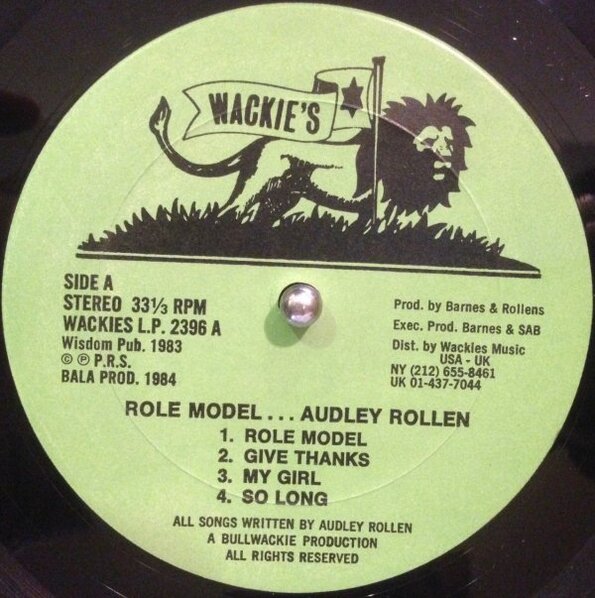 WACKIE'S
SIDE A
STEREO 33⅓ RPM
WACKIES L.P. 2396 A
Wisdom Pub. 1983
© ℗ P.R.S.
BALA PROD. 1984
Prod. by Barnes & Rollens
Exec. Prod. Barnes & SAB
Dist. by Wackies Music
USA - UK
NY (212) 655-8461
UK 01-437-7044
ROLE MODEL... AUDLEY ROLLEN
1. ROLE MODEL
2. GIVE THANKS
3. MY GIRL
4. SO LONG
ALL SONGS WRITTEN BY AUDLEY ROLLEN
A BULLWACKIE PRODUCTION
ALL RIGHTS RESERVED